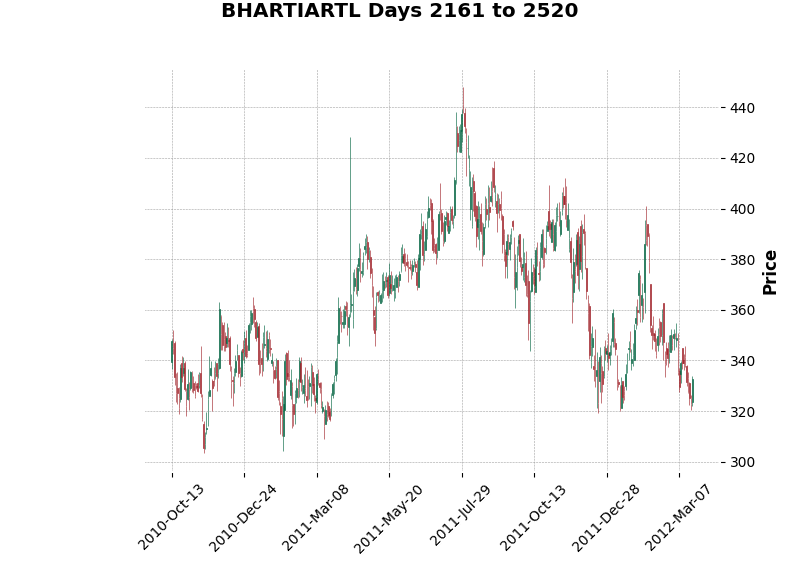 BHARTIARTL Days 2161 to 2520
440
420
400
380
360
340
320
300
Price
2010-Oct-13
2010-Dec-24
2011-Mar-08
2011-May-20
2011-Jul-29
2011-Oct-13
2011-Dec-28
2012-Mar-07